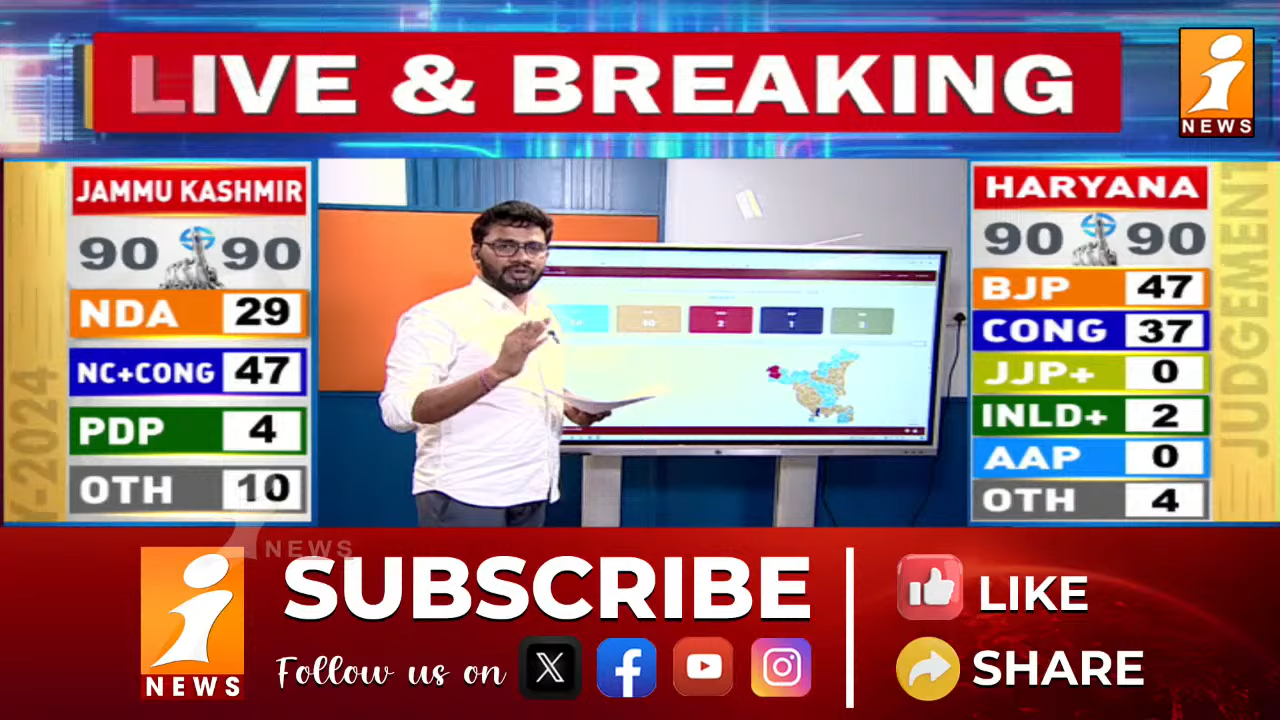 LIVE & BREAKING
i
NEWS
JAMMU KASHMIR
90 90
NDA 29
NC+CONG 47
PDP 4
OTH 10
HARYANA
90 90
BJP 47
CONG 37
JJP+ 0
INLD+ 2
AAP 0
OTH 4
JUDGEMENT
-2024
NEWS
i
NEWS
SUBSCRIBE
Follow us on
LIKE
SHARE